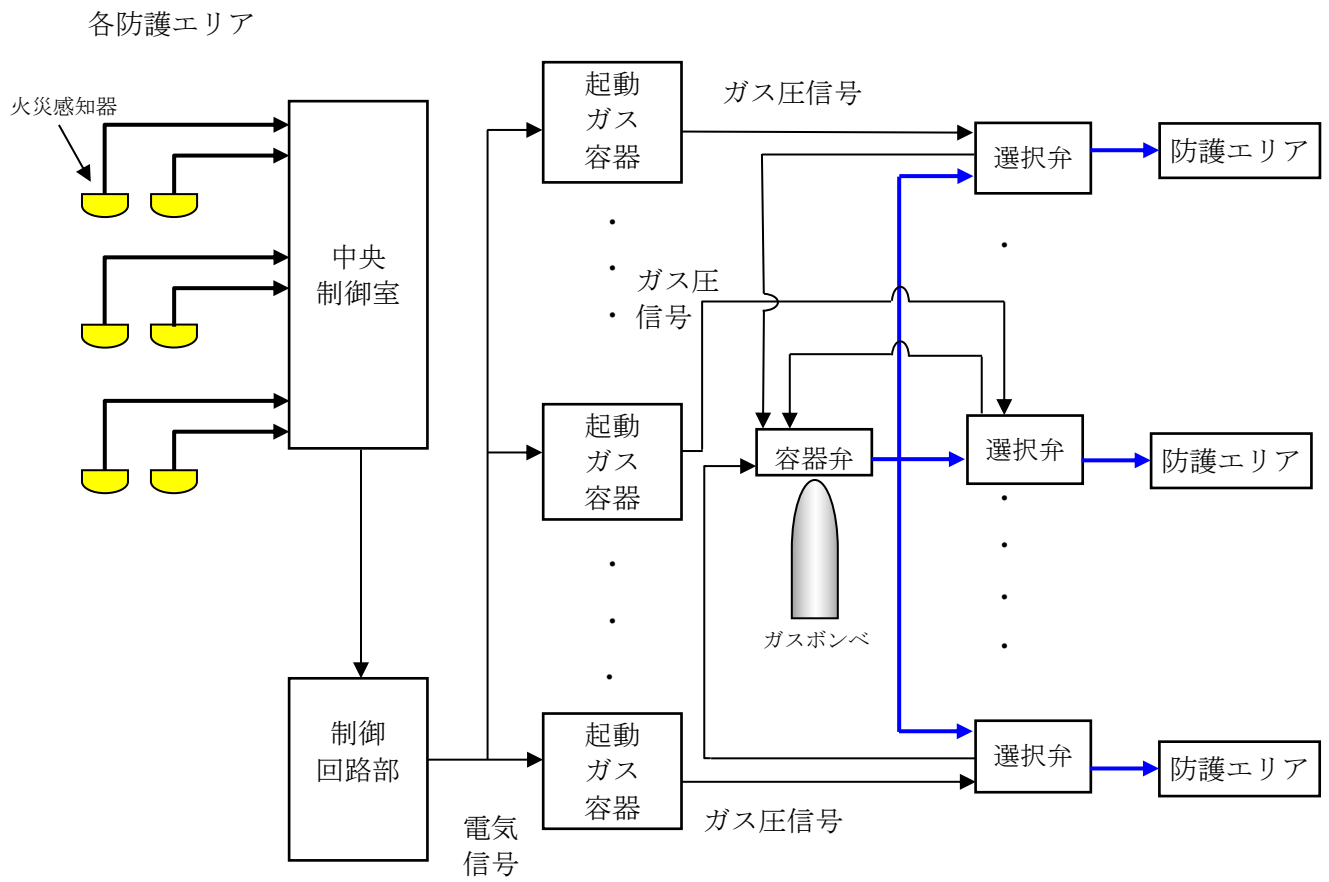 各防護エリア
火災感知器
中央
制御室
制御
回路部
電気
信号
起動
ガス
容器
ガス圧信号
選択弁
防護エリア
ガス圧
信号
起動
ガス
容器
容器弁
ガスボンベ
選択弁
防護エリア
起動
ガス
容器
ガス圧信号
選択弁
防護エリア